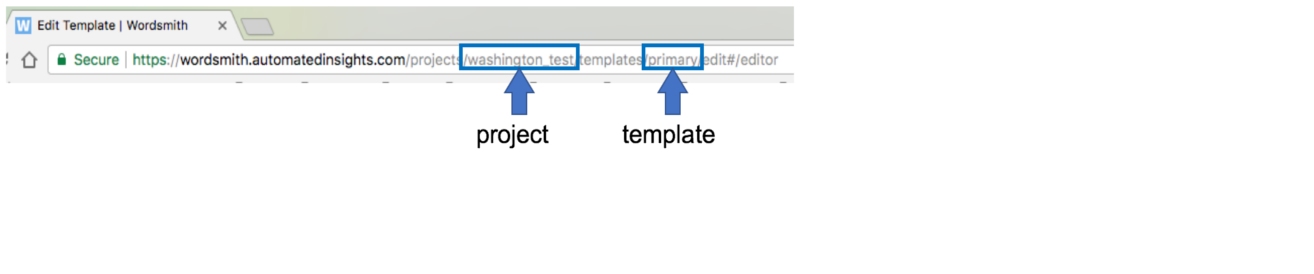 W Edit Template | Wordsmith ×
Secure | https://wordsmith.automatedinsights.com/projects/washington_test/templates/primary/edit#/editor
project template